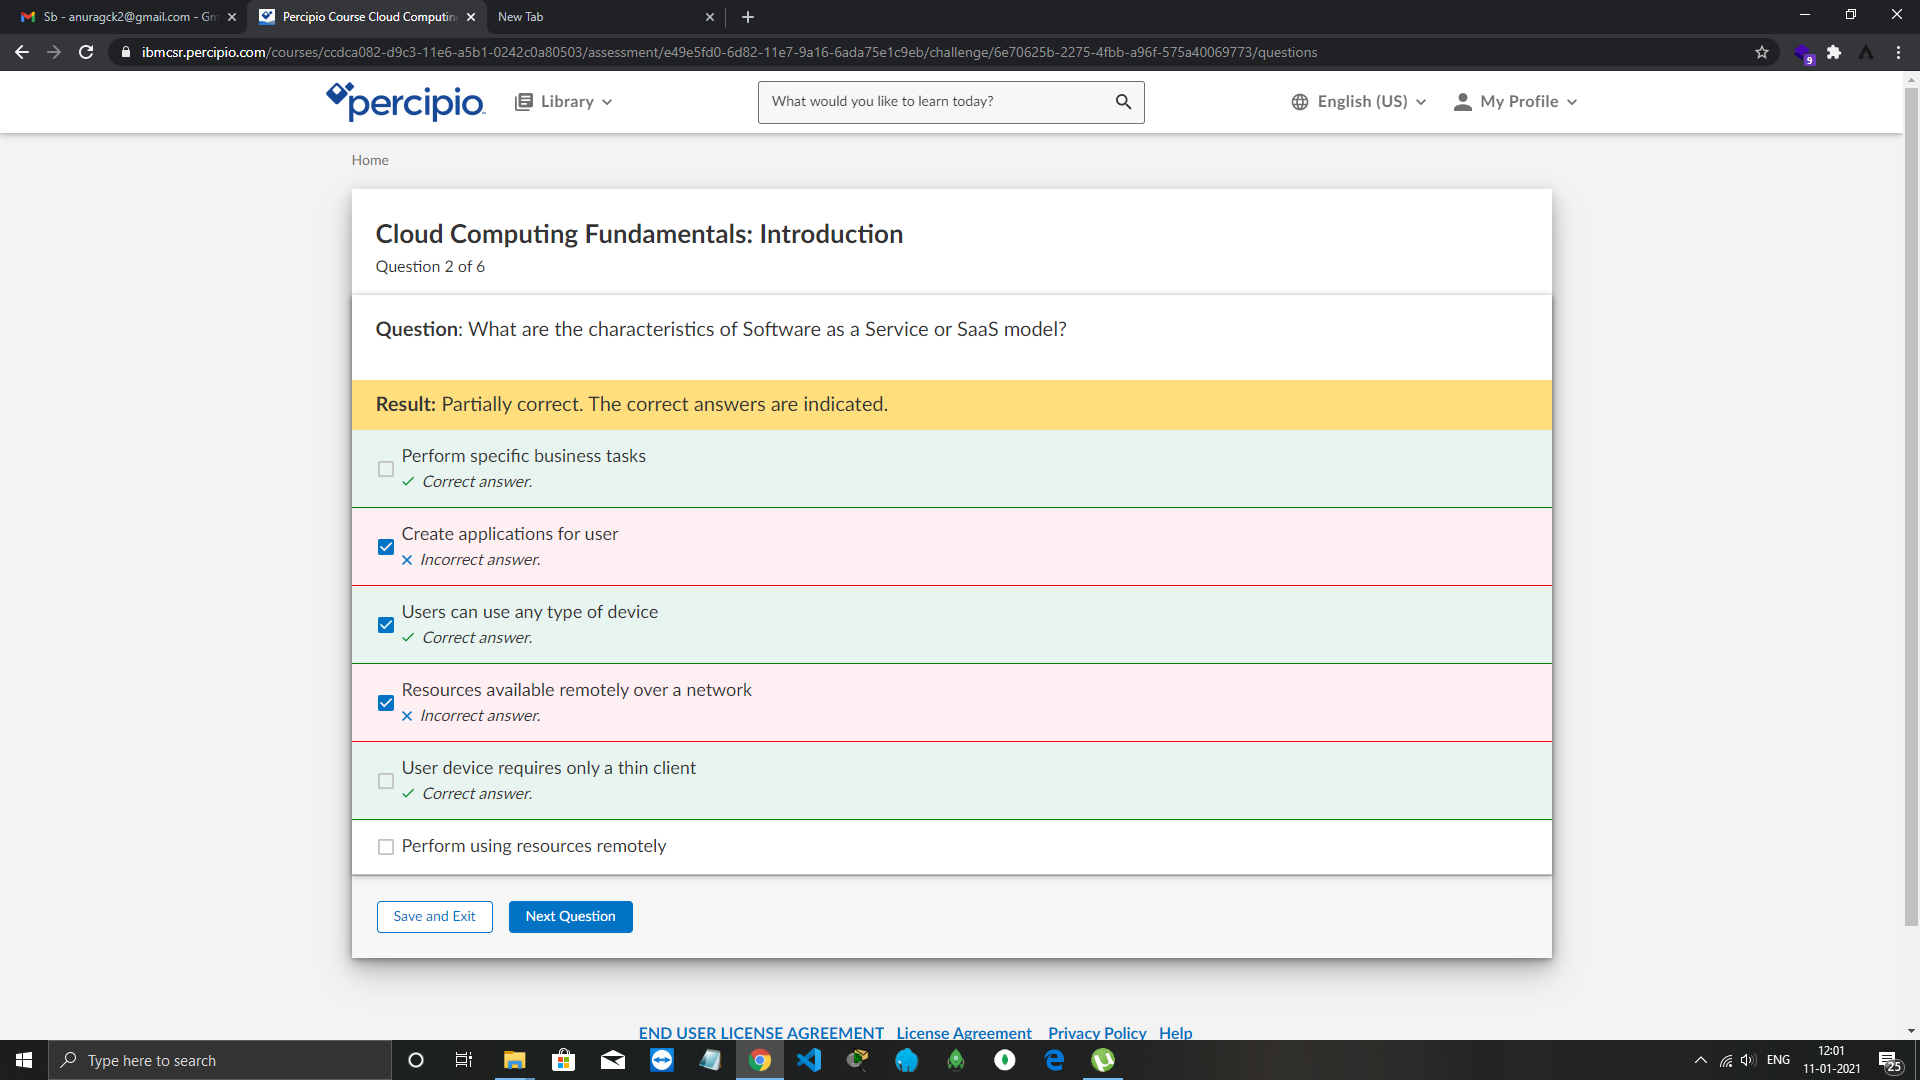 Sb - anuragck2@gmail.com - Gm
Percipio Course Cloud Computing
New Tab
ibmcsr.percipio.com/courses/ccdca082-d9c3-11e6-a5b1-0242c0a80503/assessment/e49e5fd0-6d82-11e7-9a16-6ada75e1c9eb/challenge/6e70625b-2275-4fbb-a96f-575a40069773/questions
9
percipio
Library
What would you like to learn today?
English (US)
My Profile
Home
Cloud Computing Fundamentals: Introduction
Question 2 of 6
Question: What are the characteristics of Software as a Service or SaaS model?
Result: Partially correct. The correct answers are indicated.
Perform specific business tasks
Correct answer.
Create applications for user
Incorrect answer.
Users can use any type of device
Correct answer.
Resources available remotely over a network
Incorrect answer.
User device requires only a thin client
Correct answer.
Perform using resources remotely
Save and Exit
Next Question
END USER LICENSE AGREEMENT License Agreement Privacy Policy Help
Type here to search
ENG
12:01
11-01-2021
25